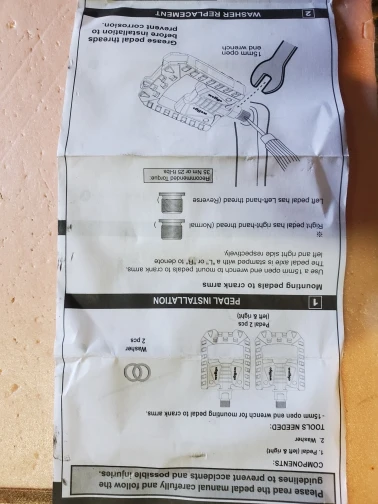 Please read the pedal manual carefully and follow the
guidelines to prevent accidents and possible injuries.
COMPONENTS:
1. Pedal (left & right)
2. Washer
TOOLS NEEDED:
- 15mm open end wrench for mounting pedal to crank arms.
Pedal 2 pcs
(left & right)
Washer
2 pcs
1 PEDAL INSTALLATION
Mounting pedals to crank arms
Use a 15mm open end wrench to mount pedals to crank arms.
The pedal axle is stamped with a "L" or "R" to denote to
left and right side respectively
※
Right pedal has right-hand thread (Normal)
Left pedal has Left-Hand thread (Reverse
Recommended Torque
35 Nm or 25 ft-lbs
15mm open
end wrench
Grease pedal threads
before installation to
prevent corrosion.
2 WASHER REPLACEMENT